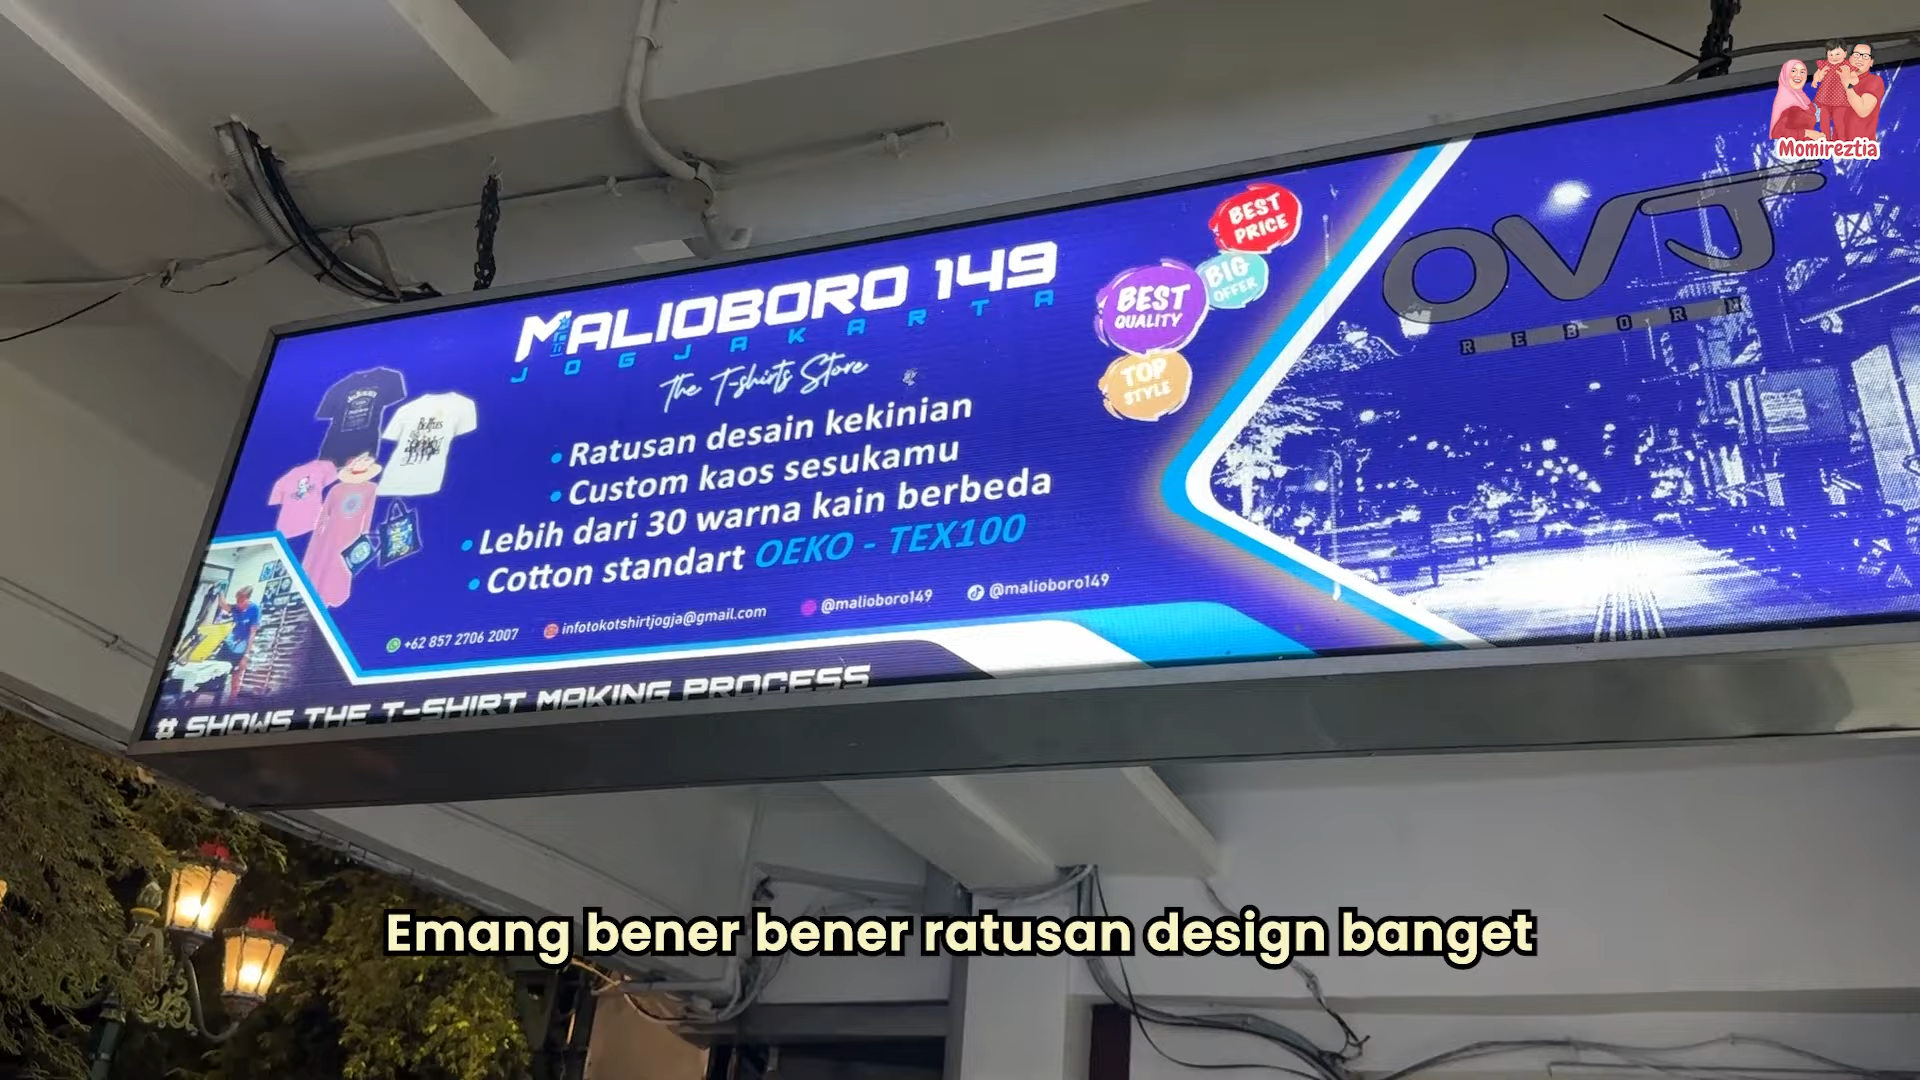 Momireztia
MALIOBORO 149
JOGJAKARTA
The T-shirts Store
• Ratusan desain kekinian
• Custom kaos sesukamu
• Lebih dari 30 warna kain berbeda
• Cotton standart OEKO - TEX100
+62 857 2706 2007
infotokotshirtjogja@gmail.com
@malioboro149
@malioboro149
# SHOWS THE T-SHIRT MAKING PROCESS
BEST
PRICE
BIG
OFFER
BEST
QUALITY
TOP
STYLE
OVJ
REBORN
Emang bener bener ratusan design banget